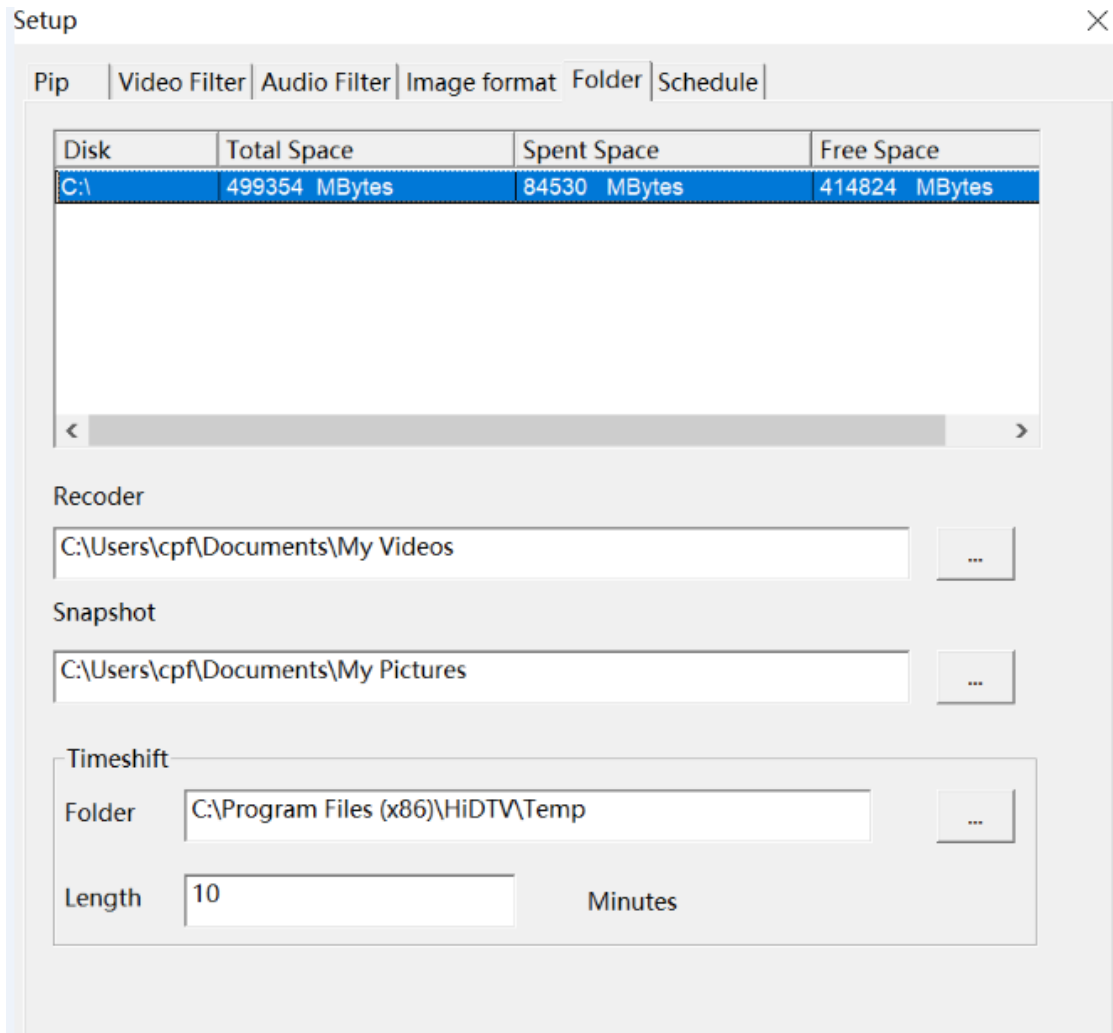 Setup
Pip Video Filter Audio Filter Image format Folder Schedule
Disk Total Space Spent Space Free Space
C:\ 499354 MBytes 84530 MBytes 414824 MBytes
Recoder
C:\Users\cpf\Documents\My Videos
...
Snapshot
C:\Users\cpf\Documents\My Pictures
...
Timeshift
Folder C:\Program Files (x86)\HiDTV\Temp ...
Length 10 Minutes